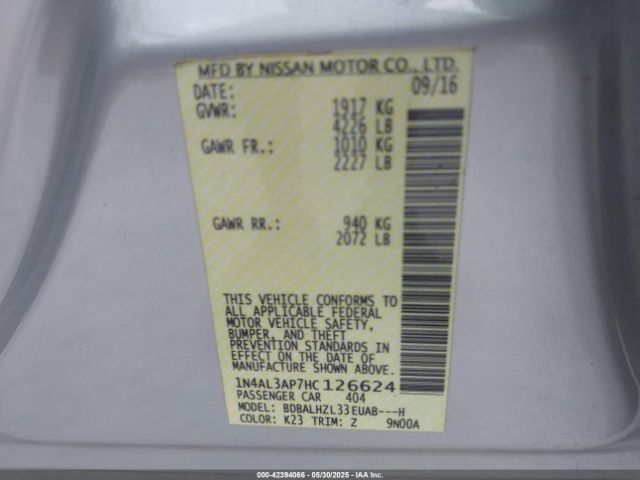 MFD BY NISSAN MOTOR CO., LTD.
DATE: 09/16
GVWR: 1917 KG
4226 LB
GAWR FR.: 1010 KG
2227 LB
GAWR RR.: 940 KG
2072 LB
THIS VEHICLE CONFORMS TO
ALL APPLICABLE FEDERAL
MOTOR VEHICLE SAFETY,
BUMPER, AND THEFT
PREVENTION STANDARDS IN
EFFECT ON THE DATE OF
MANUFACTURE SHOWN ABOVE.
1N4AL3AP7HC126624
PASSENGER CAR 404
MODEL: BDBALHZL33EUAB---H
COLOR: K23 TRIM: Z 9N00A
000-42394066 - 05/30/2025 - IAA Corp.